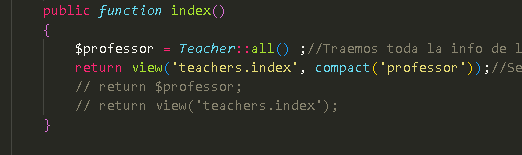 public function index()
{
$professor = Teacher::all() ;//Traemos toda la info de l
return view('teachers.index', compact('professor'));//Se
// return $professor;
// return view('teachers.index');
}